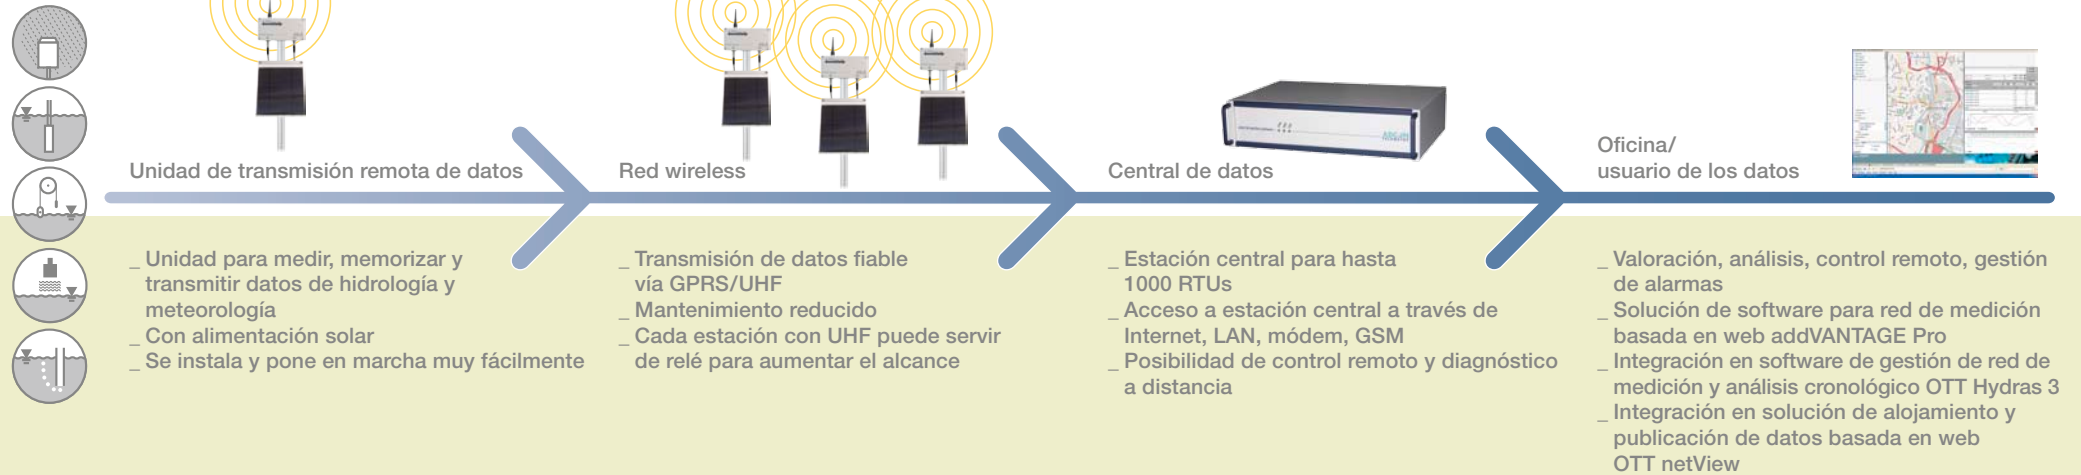 Unidad de transmisión remota de datos
_ Unidad para medir, memorizar y
transmitir datos de hidrología y
meteorología
_ Con alimentación solar
_ Se instala y pone en marcha muy fácilmente
Red wireless
_ Transmisión de datos fiable
vía GPRS/UHF
_ Mantenimiento reducido
_ Cada estación con UHF puede servir
de relé para aumentar el alcance
Central de datos
_ Estación central para hasta
1000 RTUs
_ Acceso a estación central a través de
Internet, LAN, módem, GSM
_ Posibilidad de control remoto y diagnóstico
a distancia
Oficina/
usuario de los datos
_ Valoración, análisis, control remoto, gestión
de alarmas
_ Solución de software para red de medición
basada en web addVANTAGE Pro
_ Integración en software de gestión de red de
medición y análisis cronológico OTT Hydras 3
_ Integración en solución de alojamiento y
publicación de datos basada en web
OTT netView